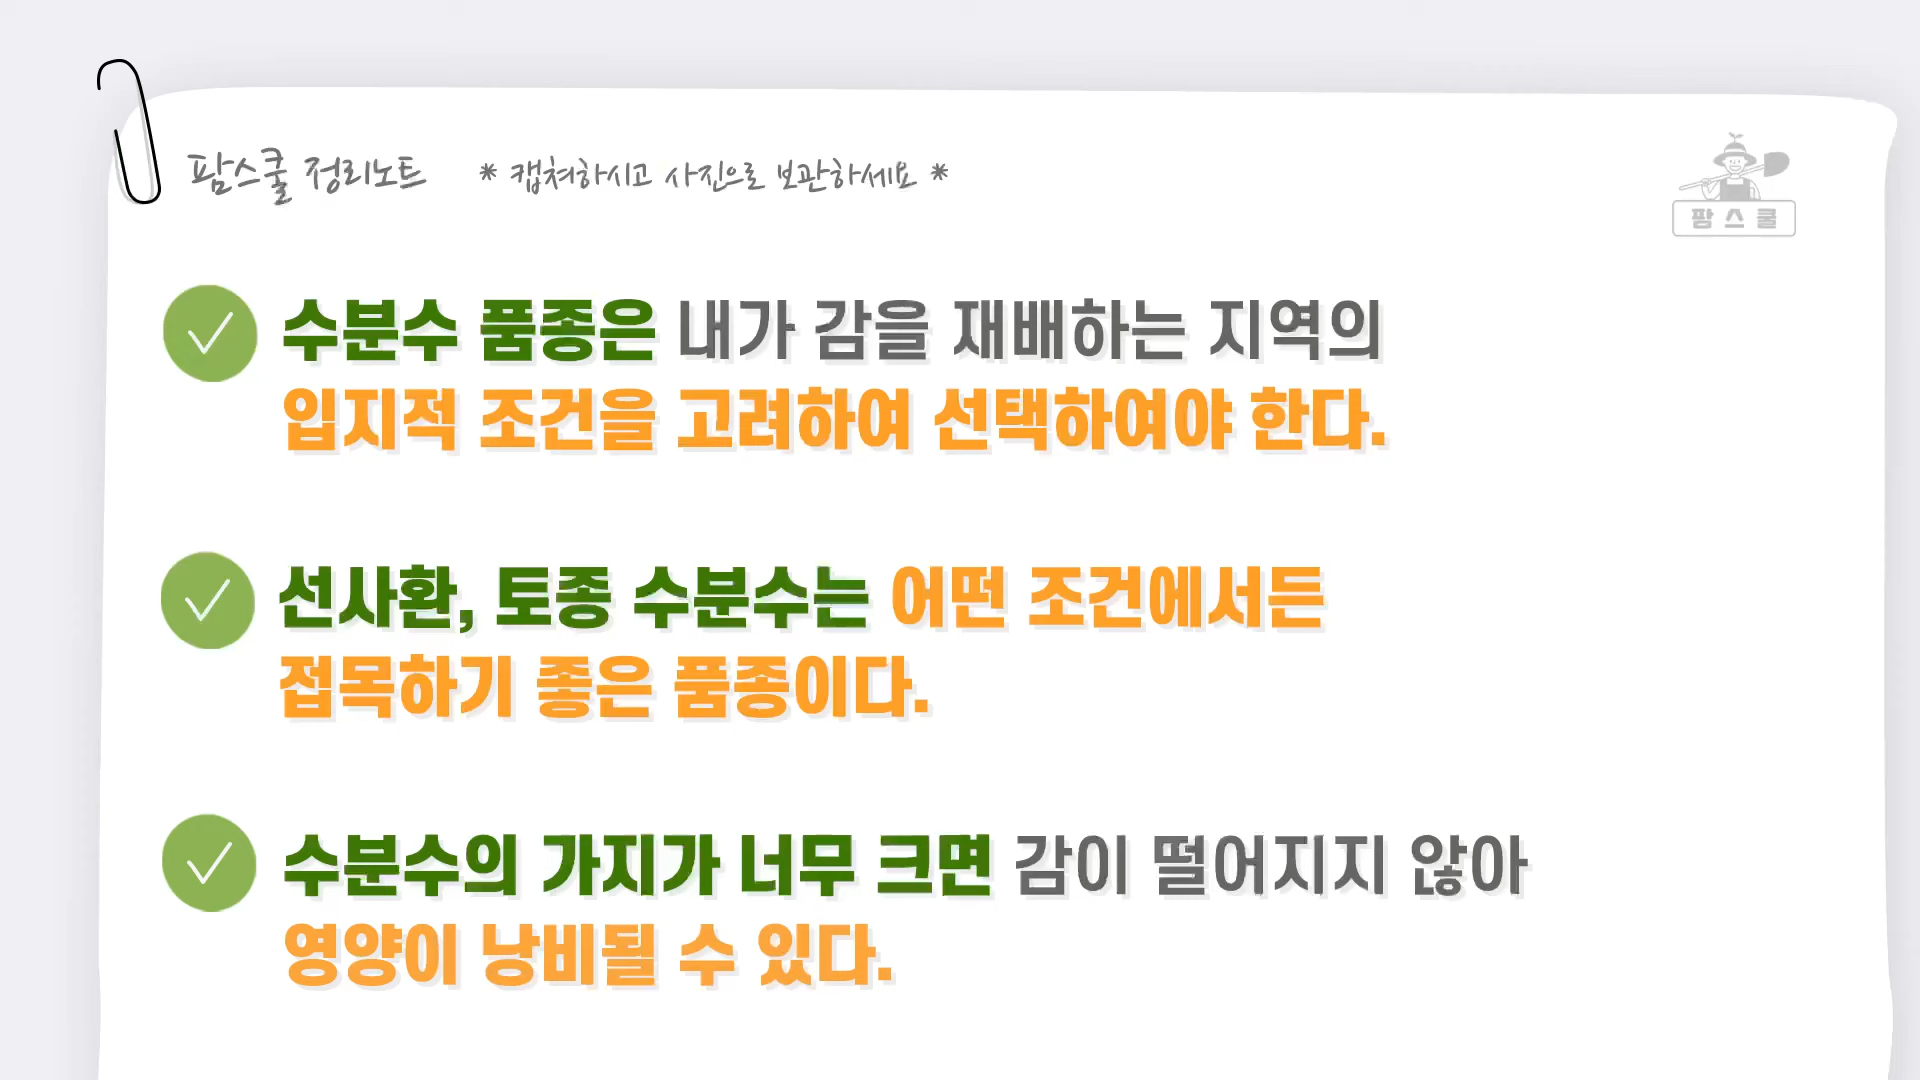 팜스쿨 정리노트 * 캡쳐하시고 사진으로 보관하세요 *
팜스쿨
수분수 품종은 내가 감을 재배하는 지역의
입지적 조건을 고려하여 선택하여야 한다.
선사환, 토종 수분수는 어떤 조건에서든
접목하기 좋은 품종이다.
수분수의 가지가 너무 크면 감이 떨어지지 않아
영양이 낭비될 수 있다.